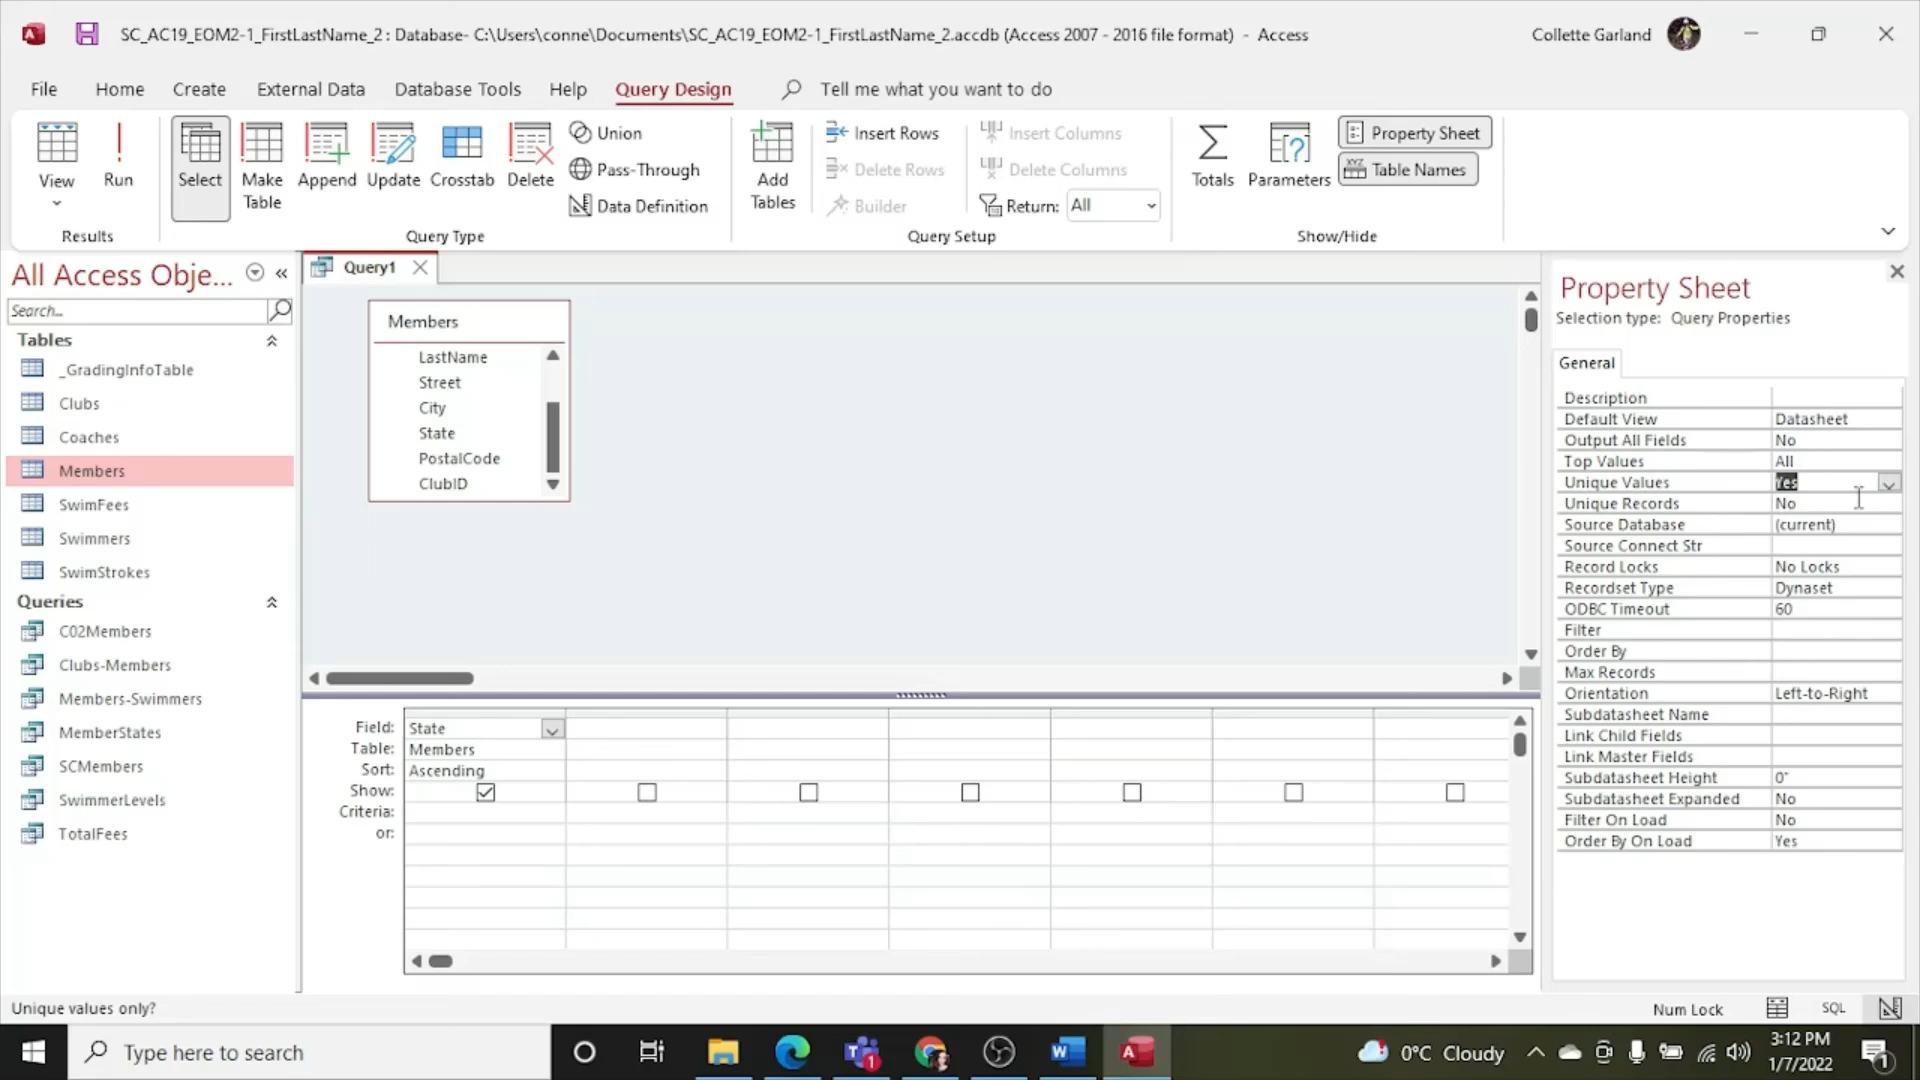 SC_AC19_EOM2-1_FirstLastName_2 : Database- C:\Users\conne\Documents\SC_AC19_EOM2-1_FirstLastName_2.accdb (Access 2007 - 2016 file format) - Access
Collette Garland
File Home Create External Data Database Tools Help Query Design Tell me what you want to do
View
Run
Results
Select
Make Table
Append
Update
Crosstab
Delete
Union
Pass-Through
Data Definition
Query Type
Add Tables
Insert Rows
Delete Rows
Builder
Insert Columns
Delete Columns
Return: All
Query Setup
Totals
Parameters
Property Sheet
XYZ Table Names
Show/Hide
All Access Obje...
Search...
Tables
_GradingInfoTable
Clubs
Coaches
Members
SwimFees
Swimmers
SwimStrokes
Queries
C02Members
Clubs-Members
Members-Swimmers
MemberStates
SCMembers
SwimmerLevels
TotalFees
Query1
Members
LastName
Street
City
State
PostalCode
ClubID
Field: State
Table: Members
Sort: Ascending
Show:
Criteria:
or:
Property Sheet
Selection type: Query Properties
General
Description
Default View Datasheet
Output All Fields No
Top Values All
Unique Values Yes
Unique Records No
Source Database (current)
Source Connect Str
Record Locks No Locks
Recordset Type Dynaset
ODBC Timeout 60
Filter
Order By
Max Records
Orientation Left-to-Right
Subdatasheet Name
Link Child Fields
Link Master Fields
Subdatasheet Height 0"
Subdatasheet Expanded No
Filter On Load No
Order By On Load Yes
Unique values only?
Num Lock
SQL
Type here to search
1
0°C Cloudy
3:12 PM
1/7/2022
1